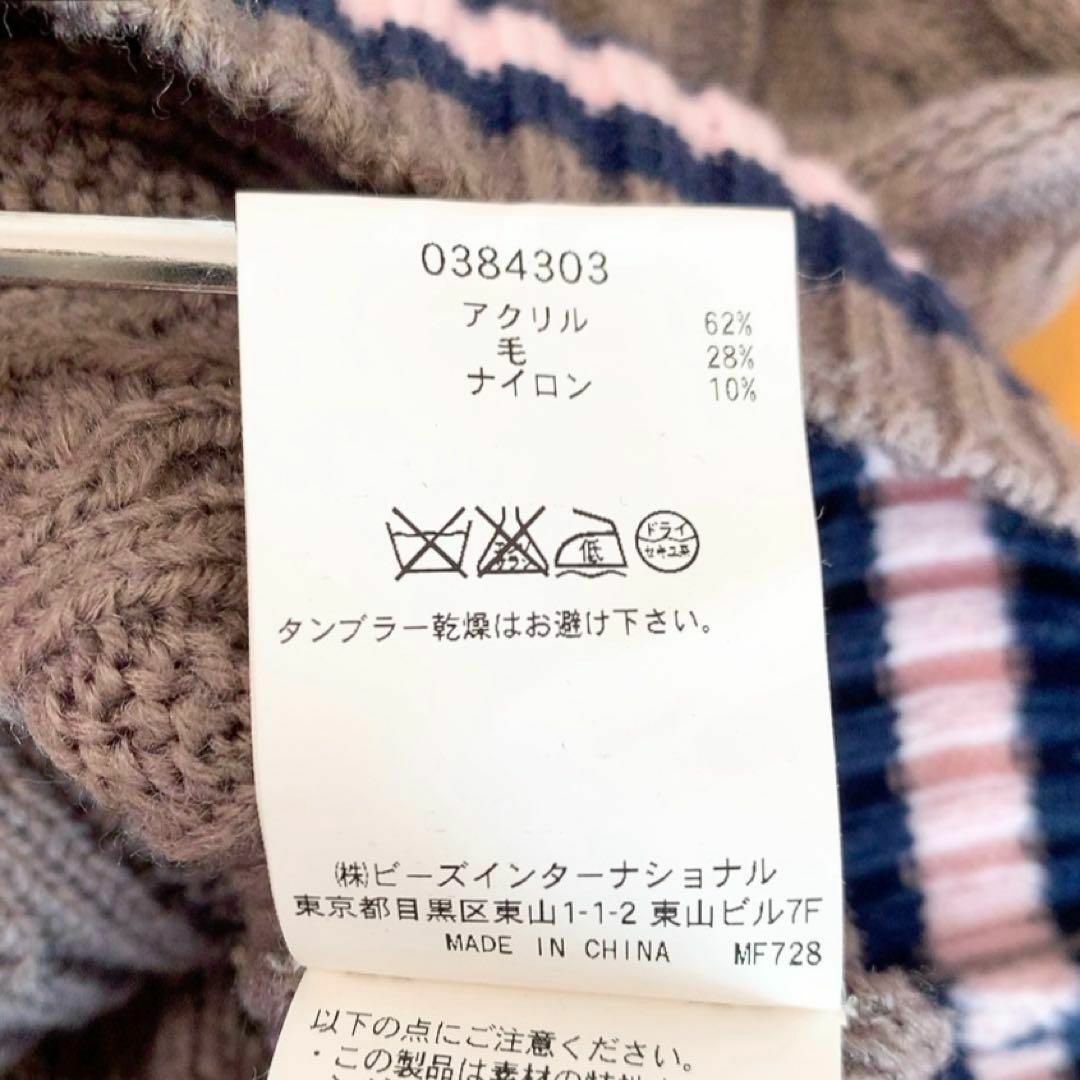 0384303
アクリル 62%
毛 28%
ナイロン 10%
低
ドライ
セキユ系
タンブラー乾燥はお避け下さい。
(株)ビーズインターナショナル
東京都目黒区東山1-1-2 東山ビル7F
MADE IN CHINA MF728
以下の点にご注意ください。
・この製品は素材の特性